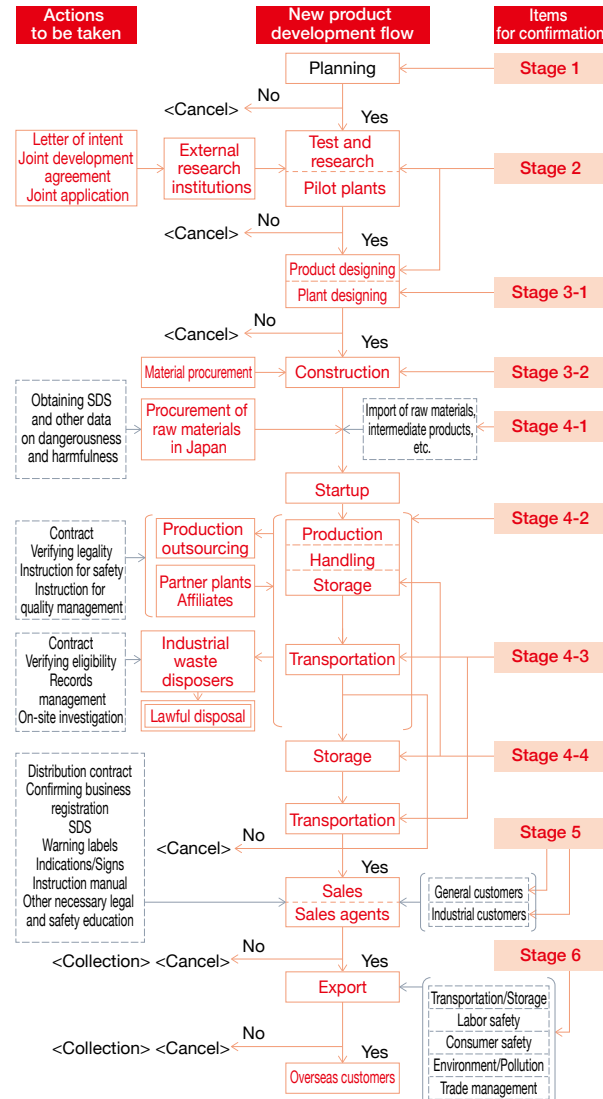 Actions
to be taken
New product
development flow
Items
for confirmation
Planning
Stage 1
No
<Cancel>
Yes
Letter of intent
Joint development
agreement
Joint application
External
research
institutions
Test and
research
Pilot plants
Stage 2
No
<Cancel>
Yes
Product designing
Plant designing
Stage 3-1
No
<Cancel>
Yes
Material procurement
Construction
Stage 3-2
Obtaining SDS
and other data
on dangerousness
and harmfulness
Procurement of
raw materials
in Japan
Import of raw materials,
intermediate products,
etc.
Stage 4-1
Startup
Contract
Verifying legality
Instruction for safety
Instruction for
quality management
Production
outsourcing
Partner plants
Affiliates
Production
Handling
Storage
Stage 4-2
Contract
Verifying eligibility
Records
management
On-site investigation
Industrial
waste
disposers
Lawful disposal
Transportation
Stage 4-3
Storage
Stage 4-4
Transportation
Distribution contract
Confirming business
registration
SDS
Warning labels
Indications/Signs
Instruction manual
Other necessary legal
and safety education
No
<Cancel>
Yes
Stage 5
Sales
Sales agents
General customers
Industrial customers
No
<Collection> <Cancel>
Yes
Stage 6
Export
Transportation/Storage
Labor safety
Consumer safety
Environment/Pollution
Trade management
No
<Collection> <Cancel>
Yes
Overseas customers